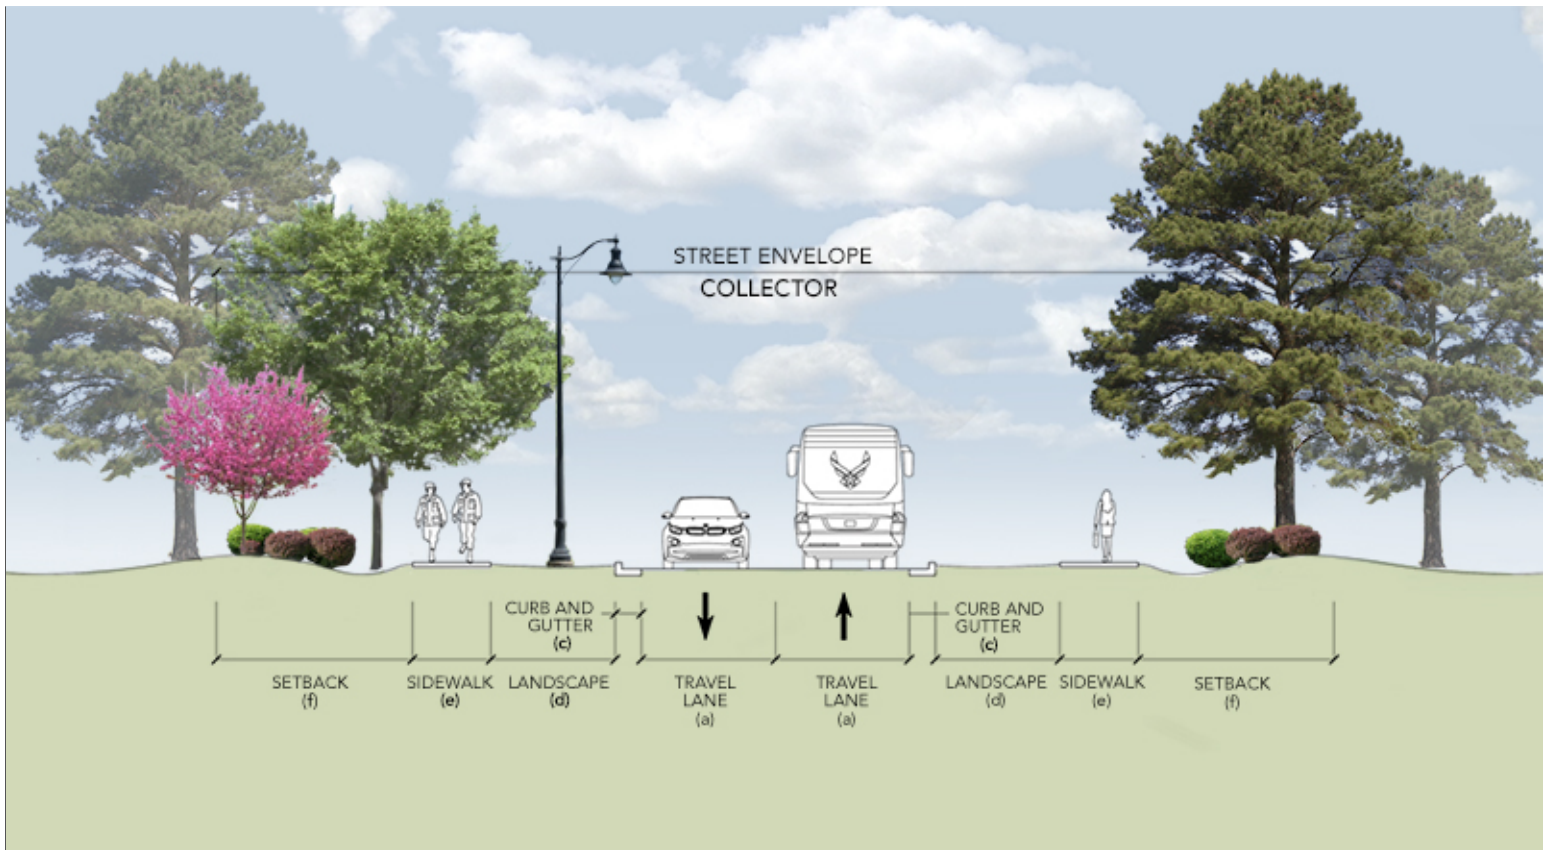 STREET ENVELOPE
COLLECTOR
CURB AND
GUTTER
(c)
CURB AND
GUTTER
(c)
SETBACK
(f)
SIDEWALK
(e)
LANDSCAPE
(d)
TRAVEL
LANE
(a)
TRAVEL
LANE
(a)
LANDSCAPE
(d)
SIDEWALK
(e)
SETBACK
(f)